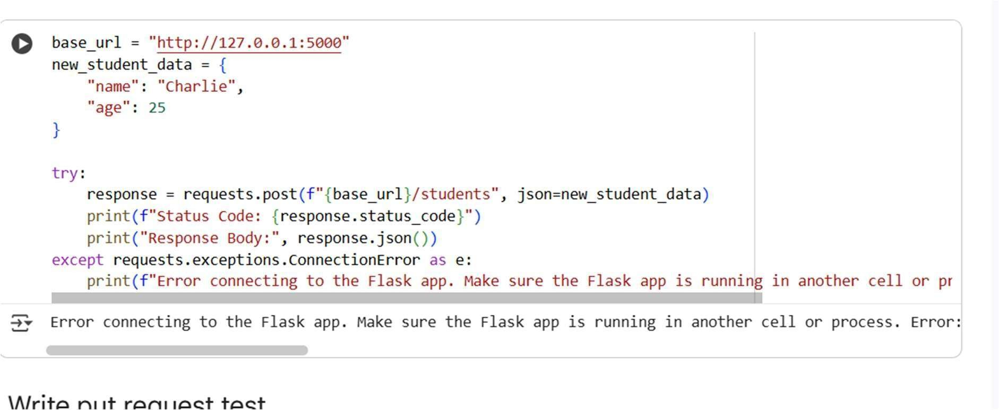 base_url = "http://127.0.0.1:5000"
new_student_data = {
    "name": "Charlie",
    "age": 25
}
try:
    response = requests.post(f"{base_url}/students", json=new_student_data)
    print(f"Status Code: {response.status_code}")
    print("Response Body:", response.json())
except requests.exceptions.ConnectionError as e:
    print(f"Error connecting to the Flask app. Make sure the Flask app is running in another cell or pr
Error connecting to the Flask app. Make sure the Flask app is running in another cell or process. Error:
Write put request test